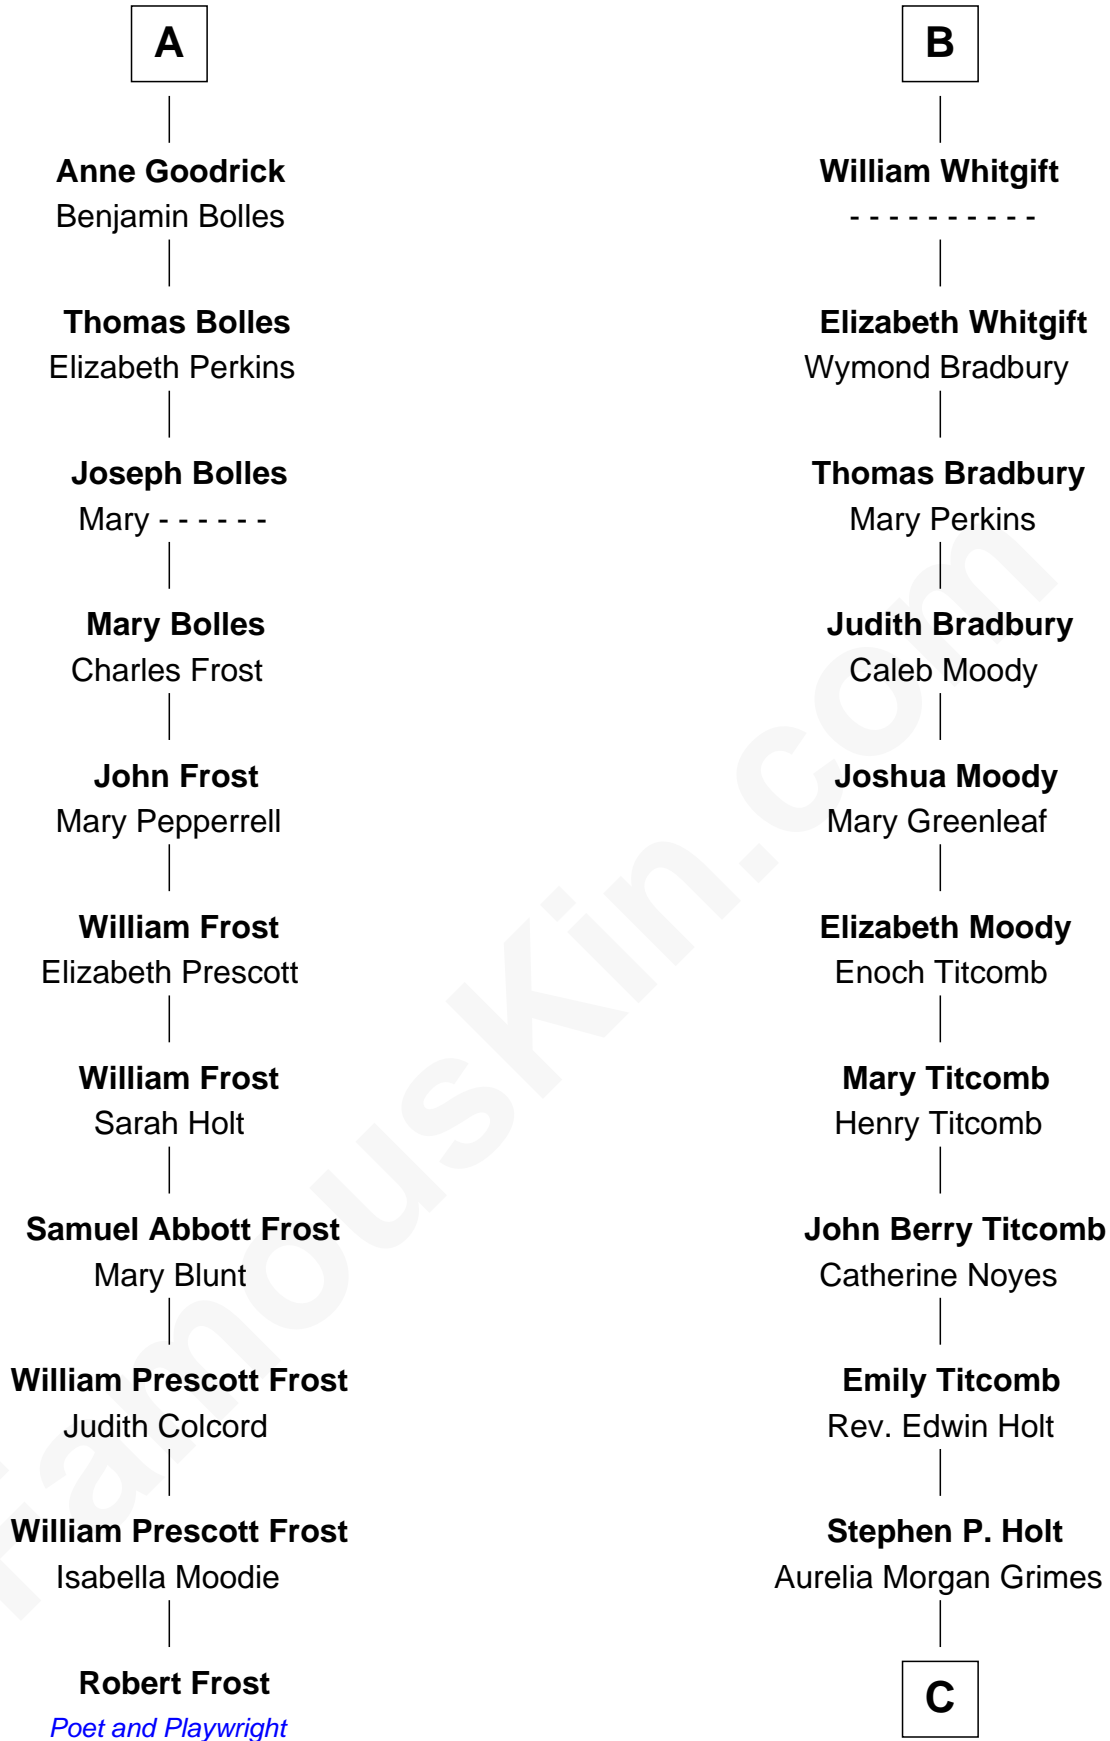 A
Anne Goodrick
Benjamin Bolles
Thomas Bolles
Elizabeth Perkins
Joseph Bolles
Mary - - - - - -
Mary Bolles
Charles Frost
John Frost
Mary Pepperrell
William Frost
Elizabeth Prescott
William Frost
Sarah Holt
Samuel Abbott Frost
Mary Blunt
William Prescott Frost
Judith Colcord
William Prescott Frost
Isabella Moodie
Robert Frost
Poet and Playwright
B
William Whitgift
- - - - - - - - - -
Elizabeth Whitgift
Wymond Bradbury
Thomas Bradbury
Mary Perkins
Judith Bradbury
Caleb Moody
Joshua Moody
Mary Greenleaf
Elizabeth Moody
Enoch Titcomb
Mary Titcomb
Henry Titcomb
John Berry Titcomb
Catherine Noyes
Emily Titcomb
Rev. Edwin Holt
Stephen P. Holt
Aurelia Morgan Grimes
C
FamousKin.com